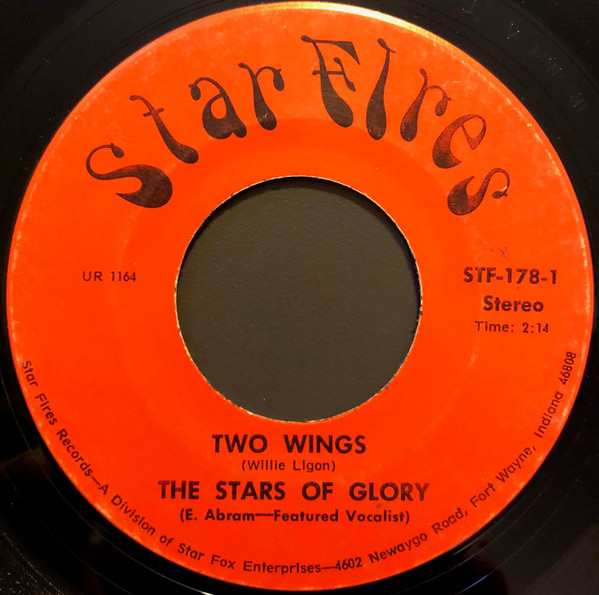 Star Fires
UR 1164
STF-178-1
Stereo
Time: 2:14
TWO WINGS
(Willie Ligon)
THE STARS OF GLORY
(E. Abram—Featured Vocalist)
Star Fires Records—A Division of Star Fox Enterprises—4602 Newaygo Road, Fort Wayne, Indiana 46808